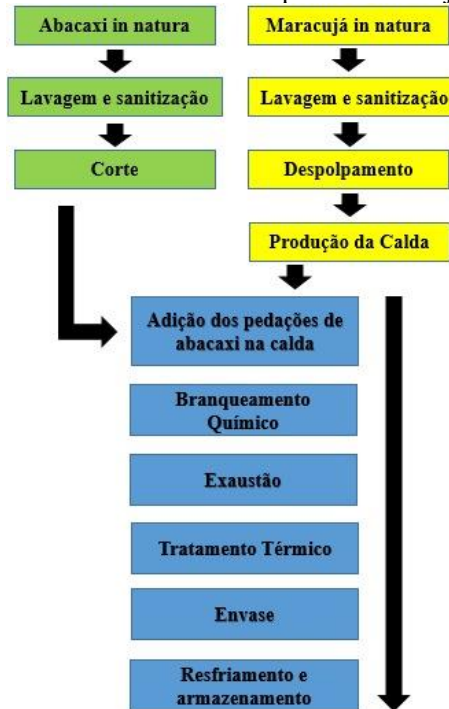 Abacaxi in natura
Maracujá in natura
Lavagem e sanitização
Lavagem e sanitização
Corte
Despolpamento
Produção da Calda
Adição dos pedações de
abacaxi na calda
Branqueamento
Químico
Exaustão
Tratamento Térmico
Envase
Resfriamento e
armazenamento